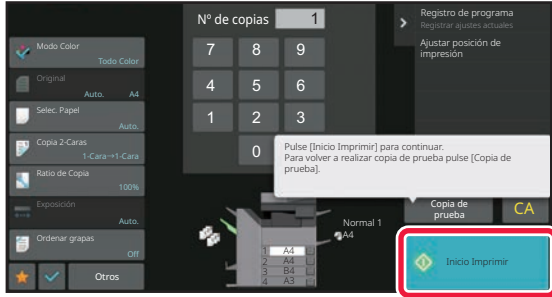 Nº de copias 1
Registro de programa
Registrar ajustes actuales
Ajustar posición de
impresión
Modo Color
Todo Color
Original
Auto. A4
Selec. Papel
Auto.
Copia 2-Caras
1-Cara→1-Cara
Ratio de Copia
100%
Exposición
Auto.
Ordenar grapas
Off
Otros
7 8 9
4 5 6
1 2 3
0
Pulse [Inicio Imprimir] para continuar.
Para volver a realizar copia de prueba pulse [Copia de
prueba].
Copia de
prueba
CA
Normal 1
A4
1 A4
2 A4
3 B4
4 A3
Inicio Imprimir